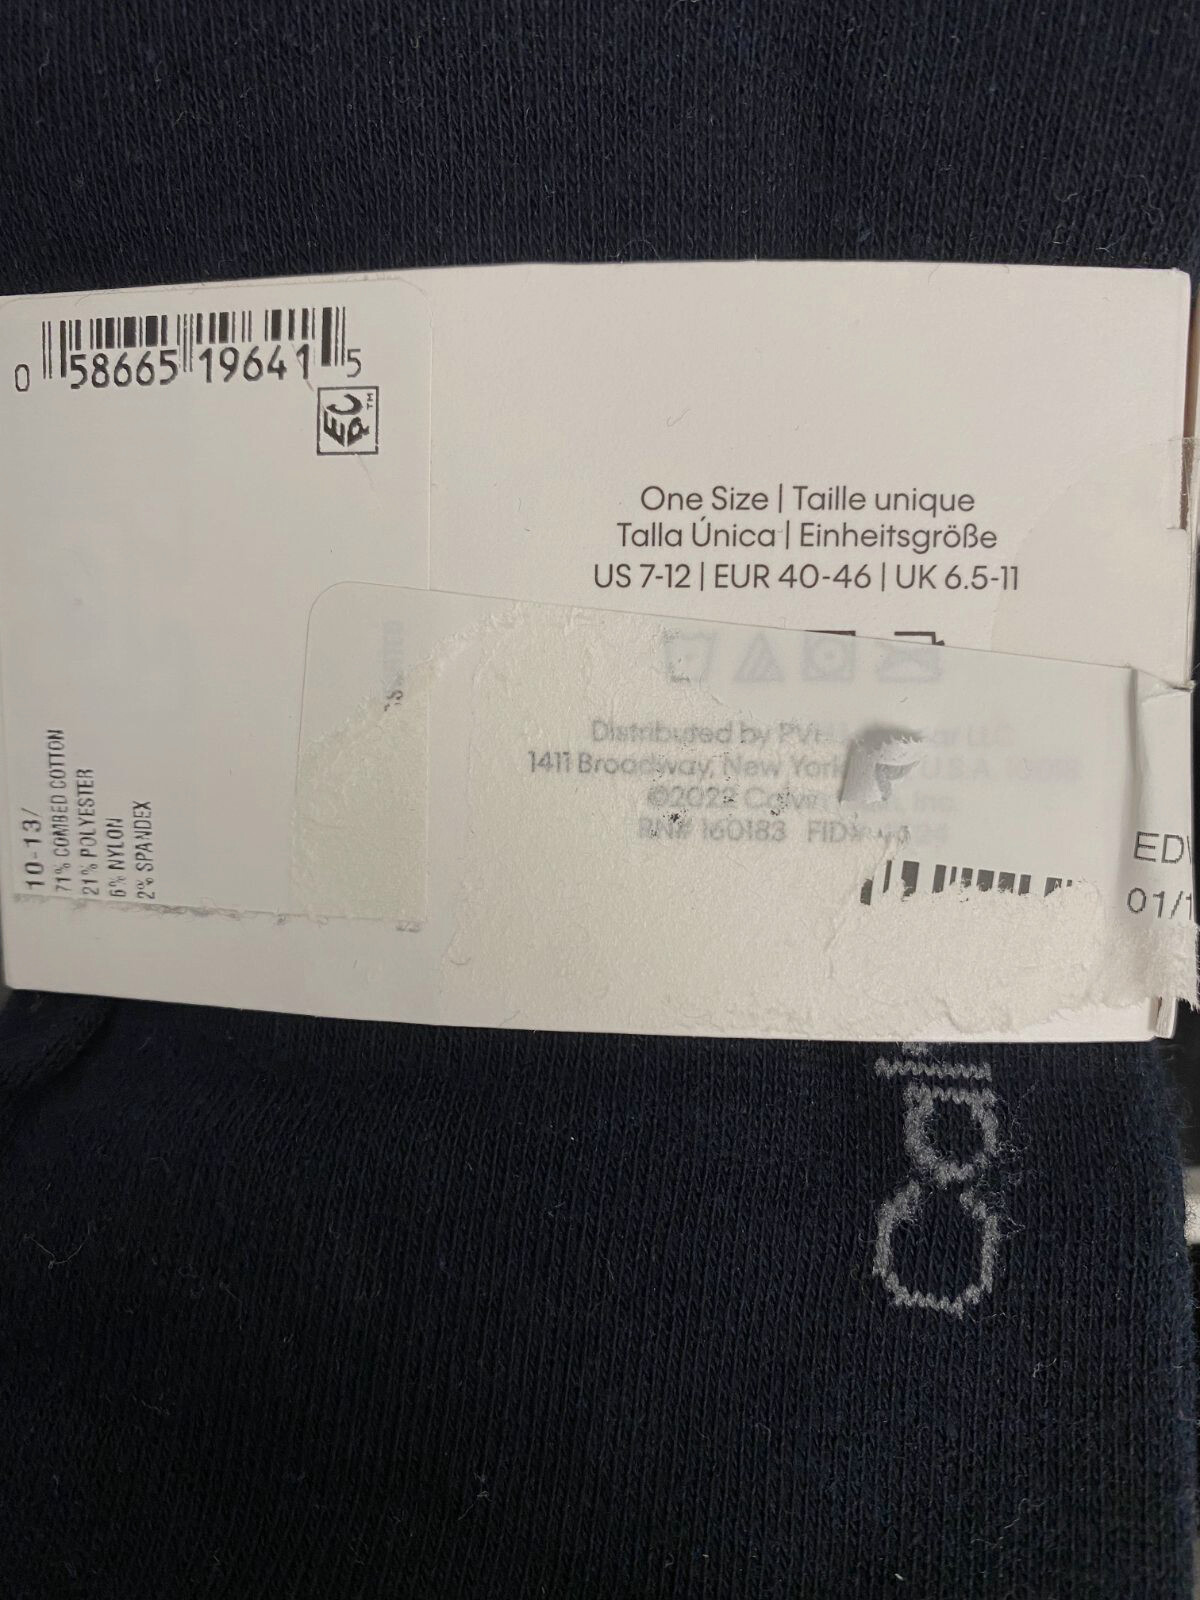 0 58665 19641 5
One Size | Taille unique
Talla Única | Einheitsgröße
US 7-12 | EUR 40-46 | UK 6.5-11
Distributed by
1411 Broadway, New York U.S.A.
©2022 Calvin
RN# 160183 FID#
01/1
10-13/
71% COMBED COTTON
21% POLYESTER
6% NYLON
2% SPANDEX